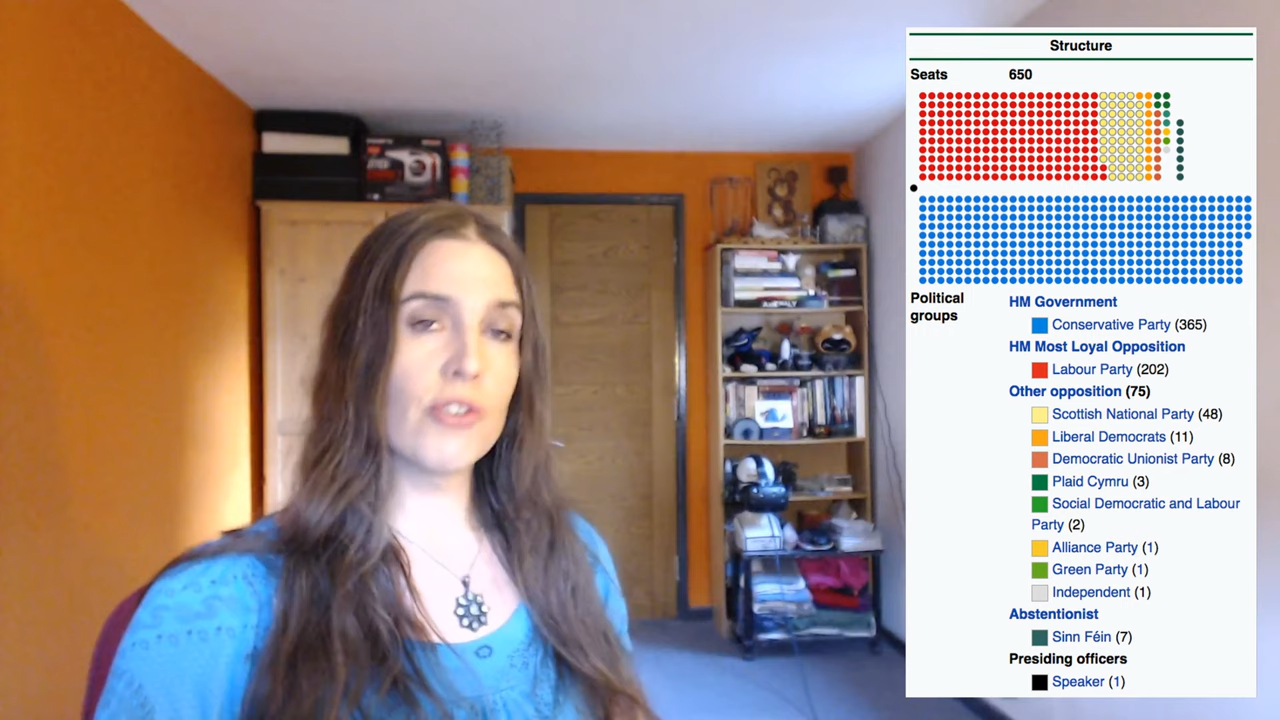 Structure
Seats 650
Political
groups
HM Government
Conservative Party (365)
HM Most Loyal Opposition
Labour Party (202)
Other opposition (75)
Scottish National Party (48)
Liberal Democrats (11)
Democratic Unionist Party (8)
Plaid Cymru (3)
Social Democratic and Labour
Party (2)
Alliance Party (1)
Green Party (1)
Independent (1)
Abstentionist
Sinn Féin (7)
Presiding officers
Speaker (1)